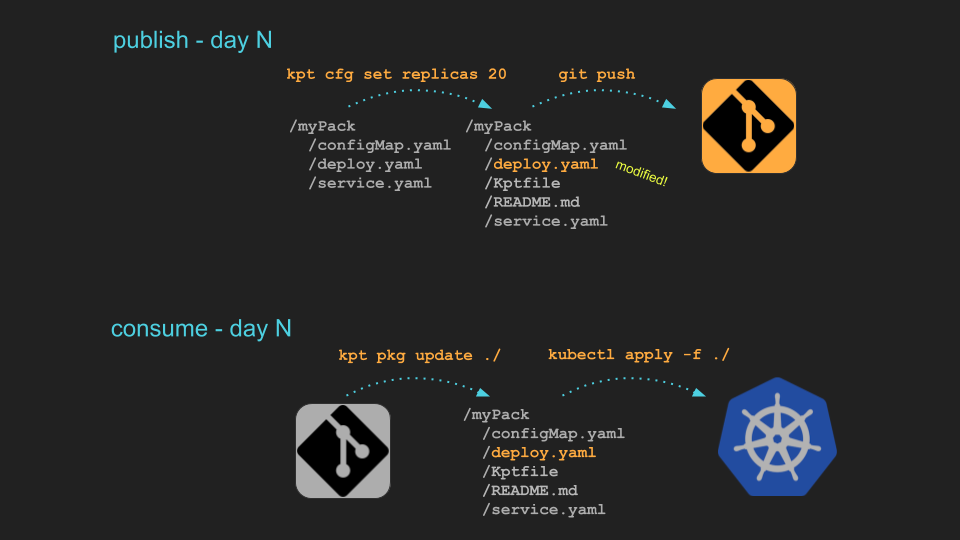 publish - day N
kpt cfg set replicas 20
git push
/myPack
/configMap.yaml
/deploy.yaml
/service.yaml
/myPack
/configMap.yaml
/deploy.yaml
modified!
/Kptfile
/README.md
/service.yaml
consume - day N
kpt pkg update ./
kubectl apply -f ./
/myPack
/configMap.yaml
/deploy.yaml
/Kptfile
/README.md
/service.yaml